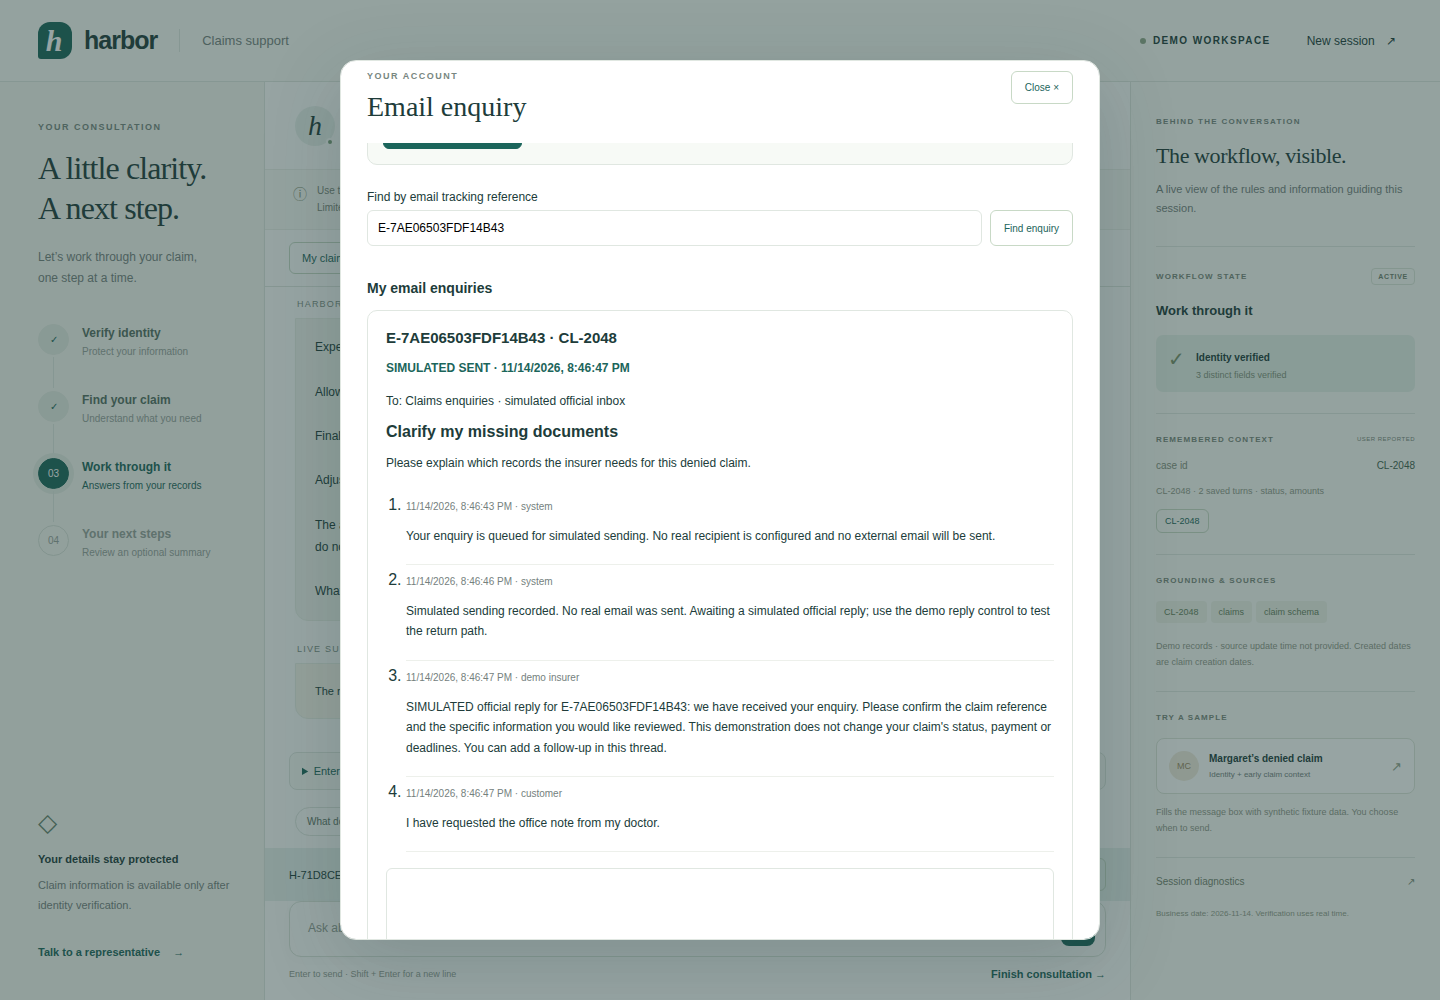 h harbor
Claims support
DEMO WORKSPACE
New session ↗
YOUR CONSULTATION
A little clarity.
A next step.
Let's work through your claim,
one step at a time.
✓ Verify identity
Protect your information
✓ Find your claim
Understand what you need
03 Work through it
Answers from your records
04 Your next steps
Review an optional summary
Your details stay protected
Claim information is available only after
identity verification.
Talk to a representative →
h
My clai
HARBOR
Expe
Allow
Final
Adju
The
do n
Wha
LIVE SU
The r
Enter
What d
H-71D8CE
Ask a
Enter to send · Shift + Enter for a new line
Finish consultation →
YOUR ACCOUNT
Email enquiry
Close ×
Find by email tracking reference
E-7AE06503FDF14B43
Find enquiry
My email enquiries
E-7AE06503FDF14B43 · CL-2048
SIMULATED SENT · 11/14/2026, 8:46:47 PM
To: Claims enquiries · simulated official inbox
Clarify my missing documents
Please explain which records the insurer needs for this denied claim.
1. 11/14/2026, 8:46:43 PM · system
Your enquiry is queued for simulated sending. No real recipient is configured and no external email will be sent.
2. 11/14/2026, 8:46:46 PM · system
Simulated sending recorded. No real email was sent. Awaiting a simulated official reply; use the demo reply control to test
the return path.
3. 11/14/2026, 8:46:47 PM · demo insurer
SIMULATED official reply for E-7AE06503FDF14B43: we have received your enquiry. Please confirm the claim reference
and the specific information you would like reviewed. This demonstration does not change your claim's status, payment or
deadlines. You can add a follow-up in this thread.
4. 11/14/2026, 8:46:47 PM · customer
I have requested the office note from my doctor.
BEHIND THE CONVERSATION
The workflow, visible.
A live view of the rules and information guiding this
session.
WORKFLOW STATE
ACTIVE
Work through it
✓ Identity verified
3 distinct fields verified
REMEMBERED CONTEXT
USER REPORTED
case id
CL-2048
CL-2048 · 2 saved turns · status, amounts
CL-2048
GROUNDING & SOURCES
CL-2048 claims claim schema
Demo records · source update time not provided. Created dates
are claim creation dates.
TRY A SAMPLE
MC Margaret's denied claim ↗
Identity + early claim context
Fills the message box with synthetic fixture data. You choose
when to send.
Session diagnostics ↗
Business date: 2026-11-14. Verification uses real time.